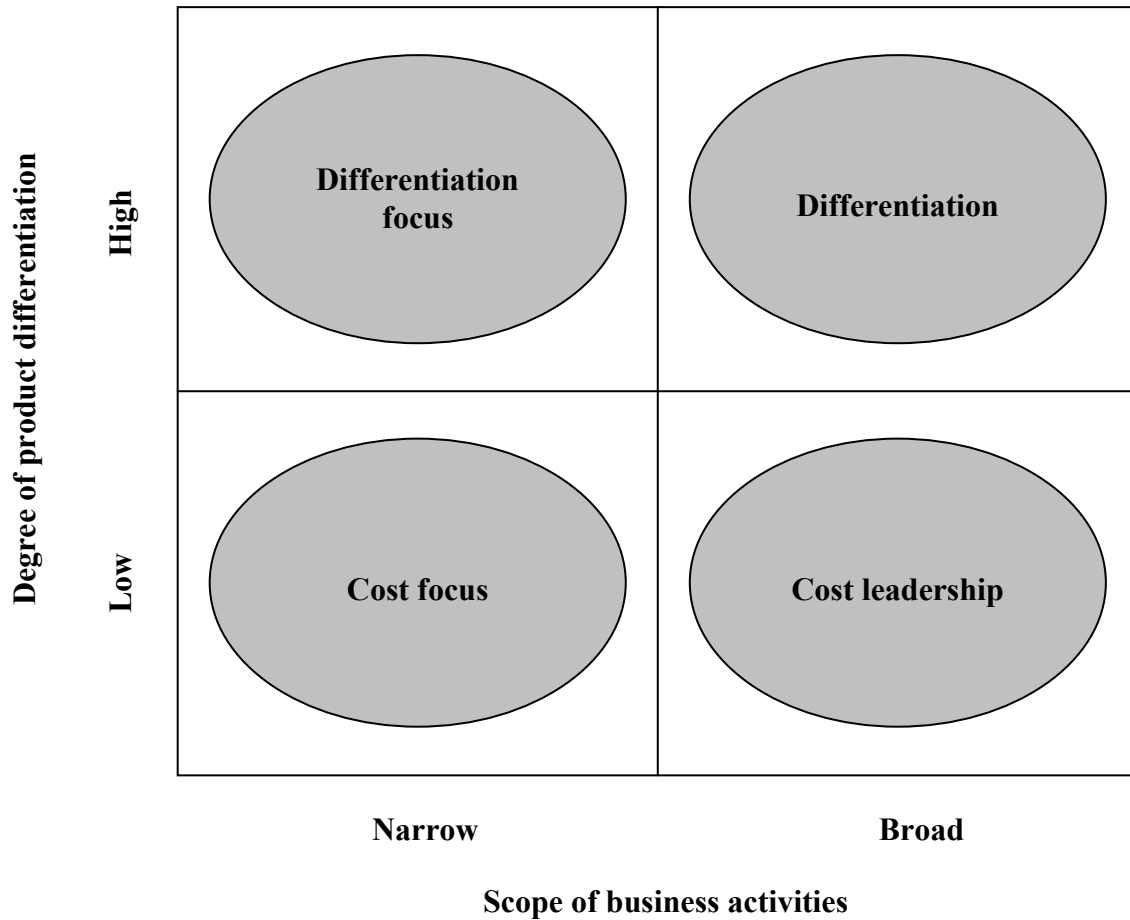 Degree of product differentiation
High
Low
Differentiation
focus
Differentiation
Cost focus
Cost leadership
Narrow
Broad
Scope of business activities